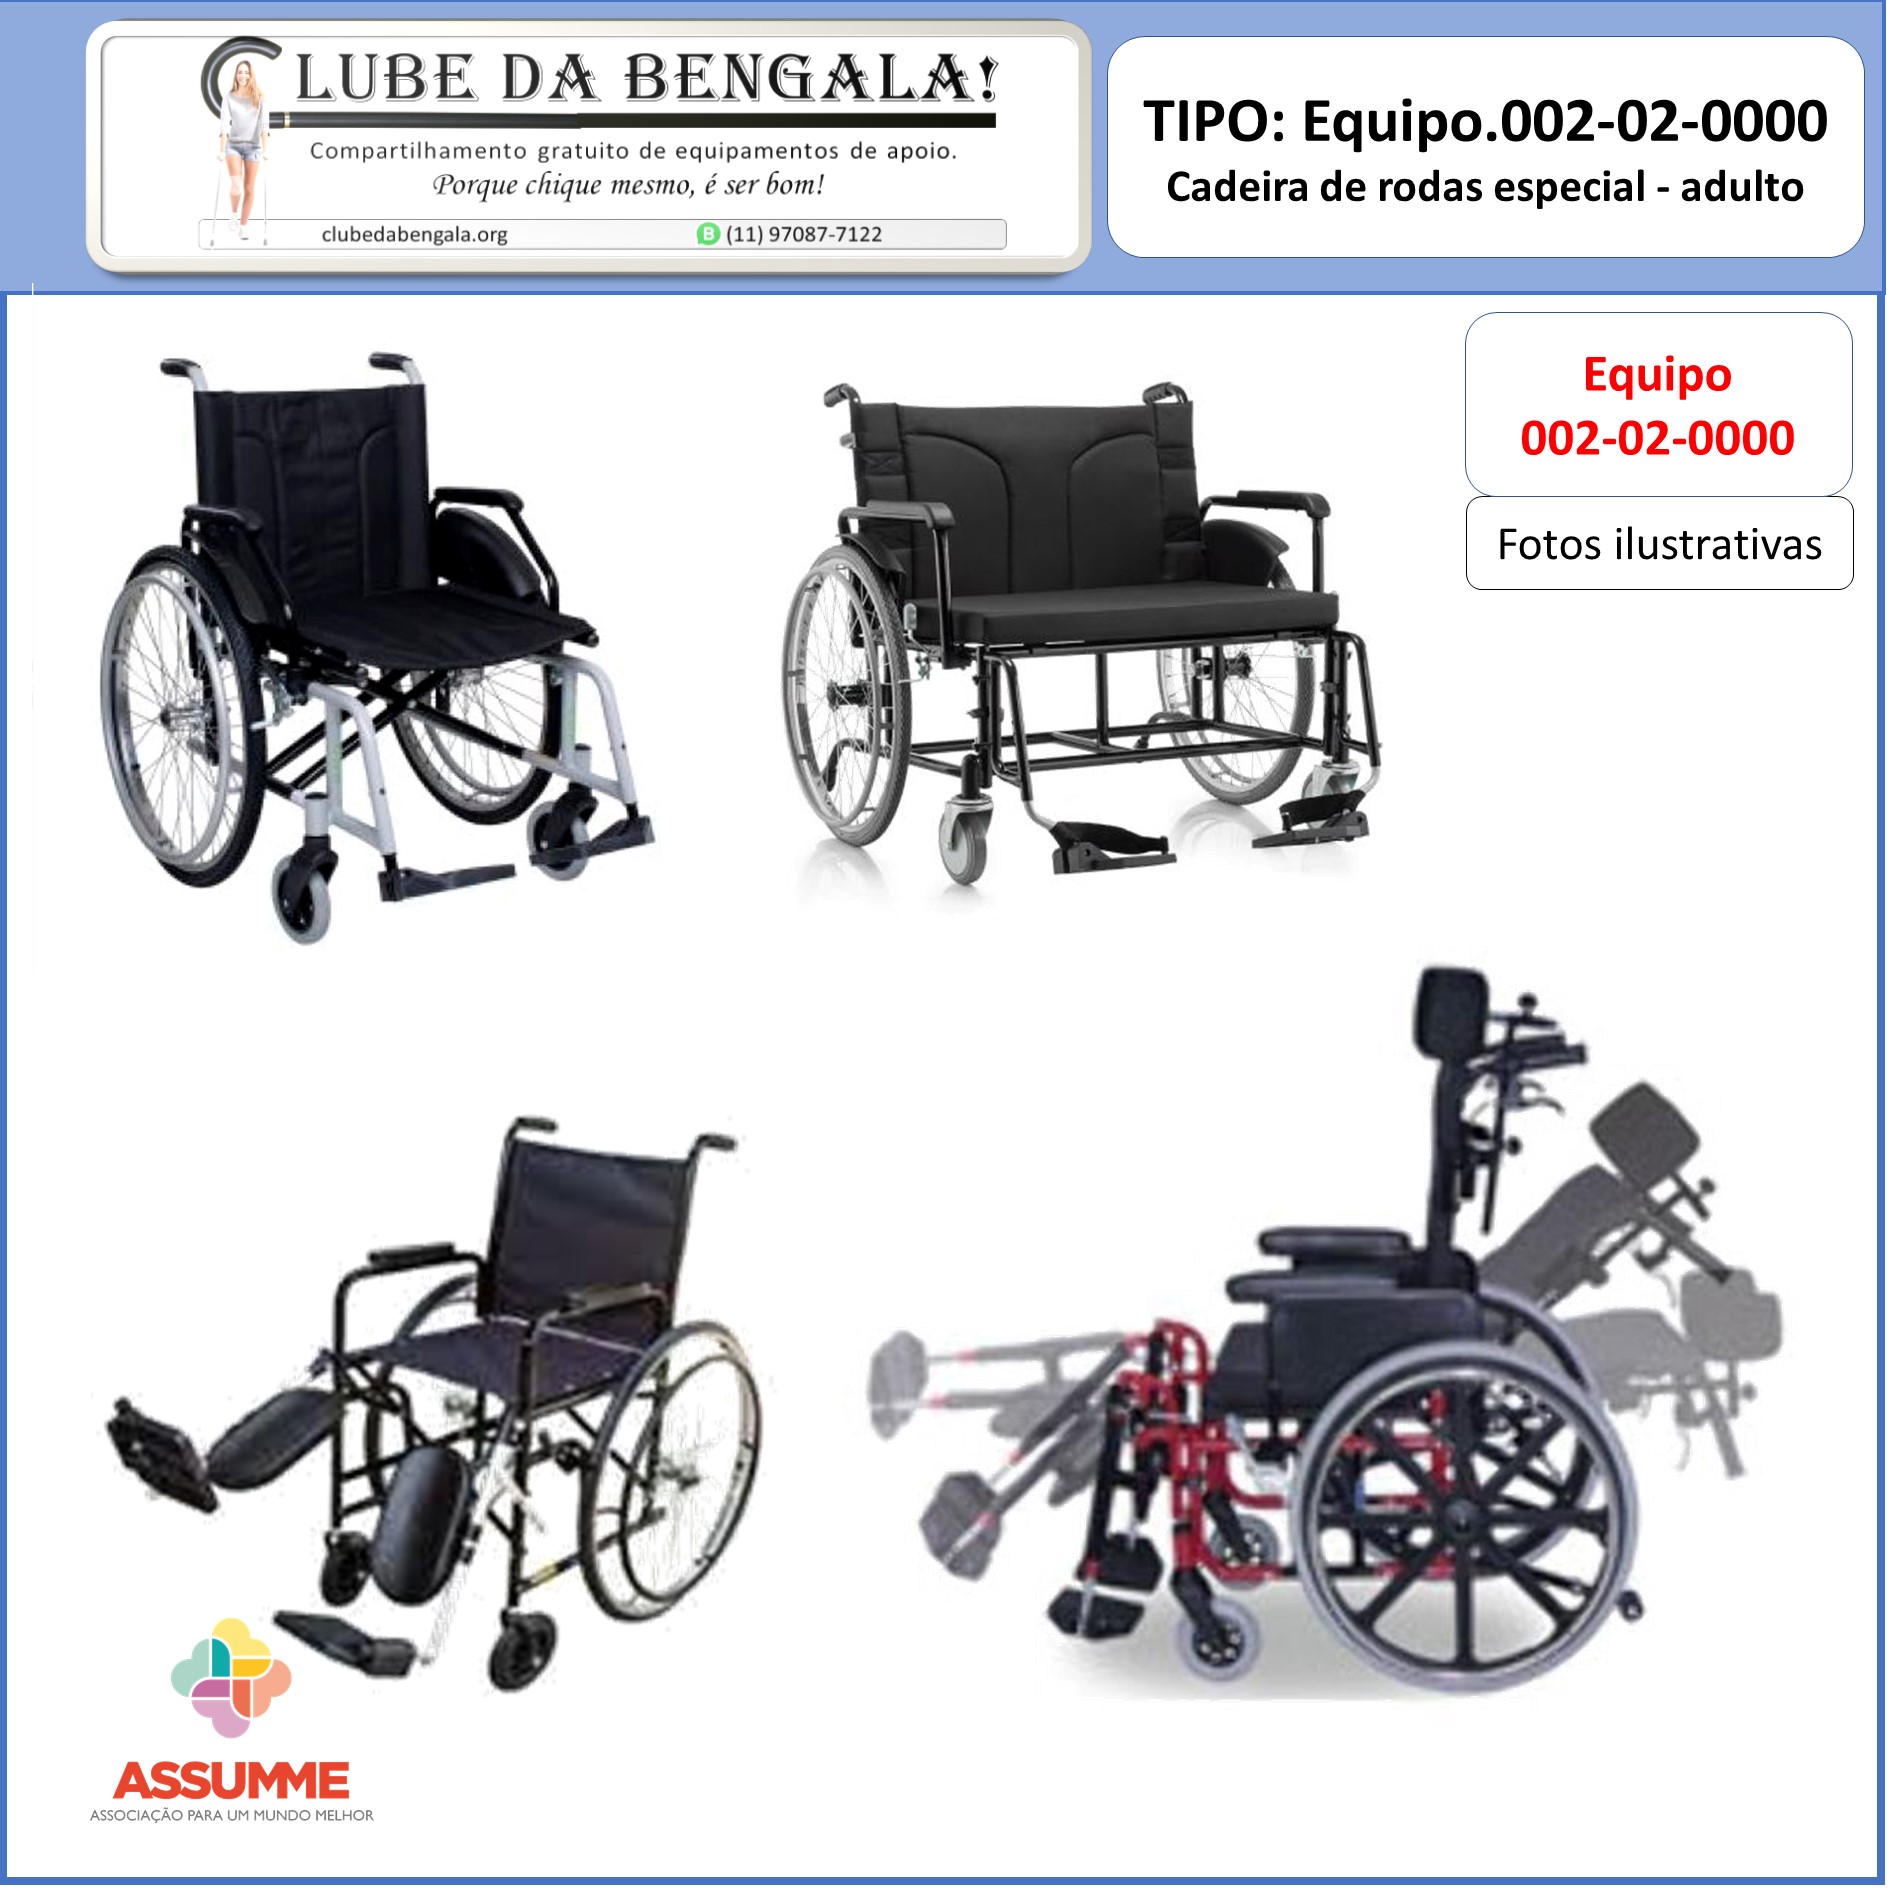 CLUBE DA BENGALA!
Compartilhamento gratuito de equipamentos de apoio.
Porque chique mesmo, é ser bom!
clubedabengala.org
B (11) 97087-7122
TIPO: Equipo.002-02-0000
Cadeira de rodas especial - adulto
Equipo
002-02-0000
Fotos ilustrativas
ASSUMME
ASSOCIAÇÃO PARA UM MUNDO MELHOR